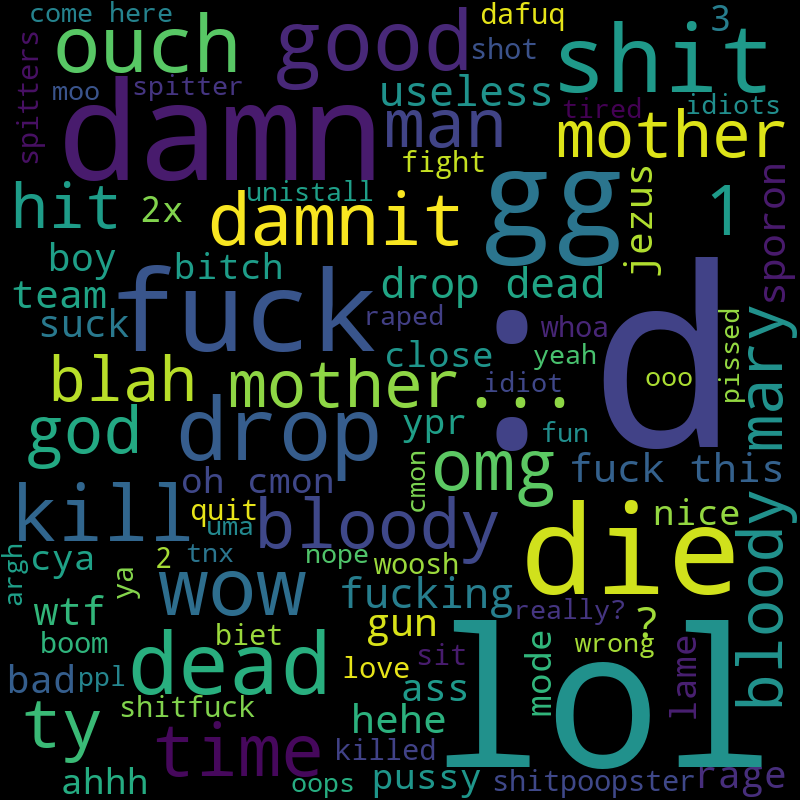 come here
dafuq
3
ouch
good
shit
shot
spitters
moo
spitter
useless
tired
idiots
damn
man
mother
fight
unistall
hit
2x
damnit
gg
jezus
1
sporon
boy
bitch
team
fuck
drop dead
:d
suck
raped
whoa
pissed
mary
close
yeah
blah
mother
...
idiot
ooo
god
drop
ypr
fun
omg
fuck this
oh cmon
cmon
kill
quit
uma
bloody
nice
die
bloody
argh
cya
2
tnx
nope
woosh
ya
wow
fucking
really?
wtf
gun
?
boom
biet
wrong
dead
sit
mode
lame
bad
ppl
love
ass
lol
shitfuck
hehe
ty
time
killed
ahhh
oops
pussy
shitpoopster
rage